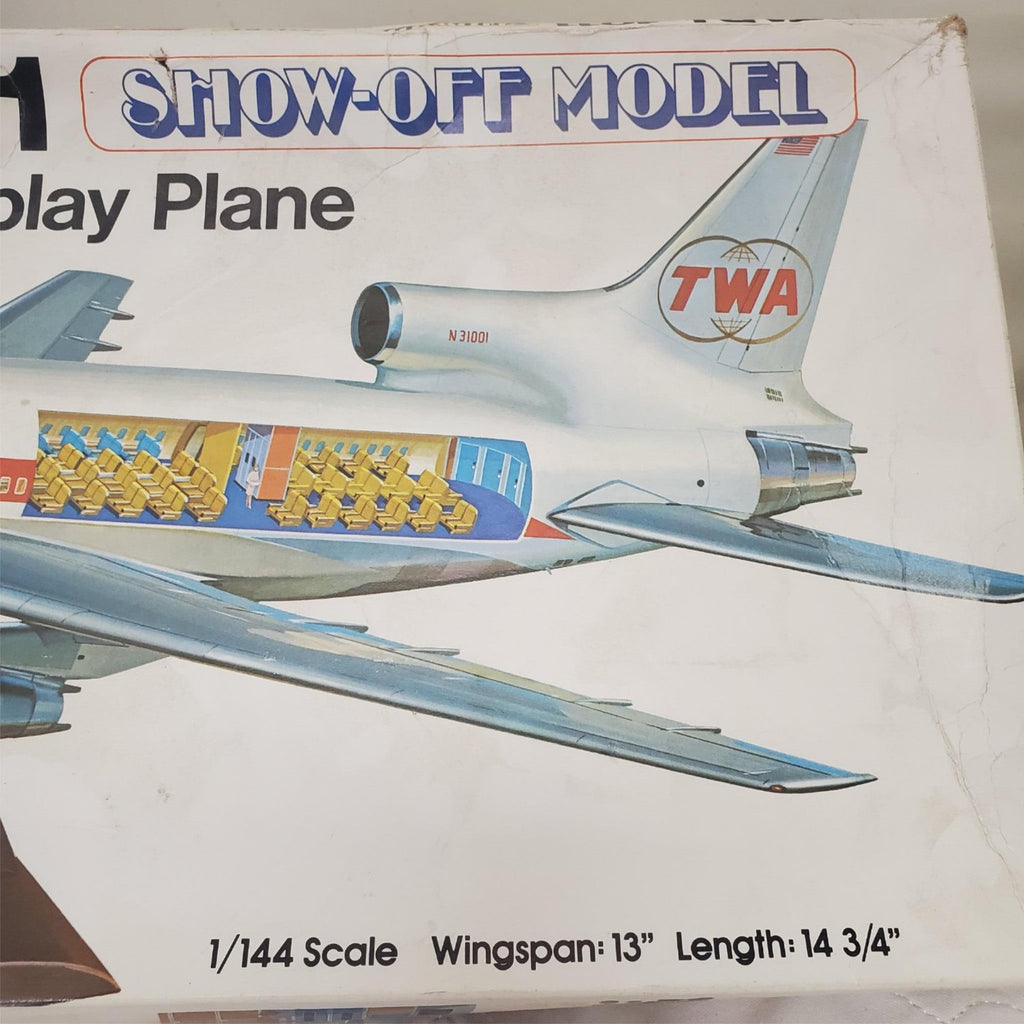 SHOW-OFF MODEL
play Plane
TWA
N31001
1/144 Scale Wingspan: 13” Length: 14 3/4”